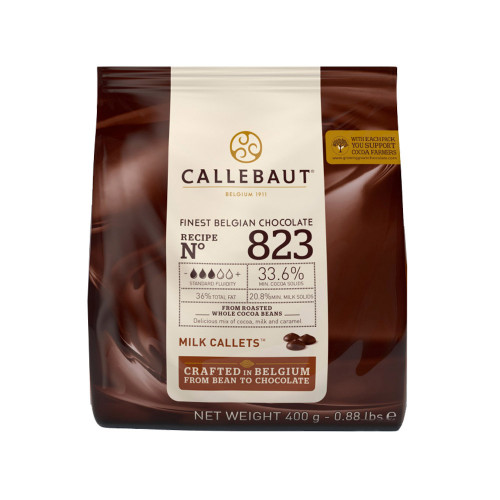 CALLEBAUT
BELGIUM 1911
WITH EACH PACK
YOU SUPPORT
COCOA FARMERS
FINEST BELGIAN CHOCOLATE
RECIPE
Nº 823
- +
STANDARD FLUIDITY
33.6%
MIN. COCOA SOLIDS
36% TOTAL FAT
20.8% MIN. MILK SOLIDS
FROM ROASTED
WHOLE COCOA BEANS
Delicious mix of cocoa, milk and caramel
MILK CALLETS™
CRAFTED IN BELGIUM
FROM BEAN TO CHOCOLATE
NET WEIGHT 400 g - 0.88 lbs ℮